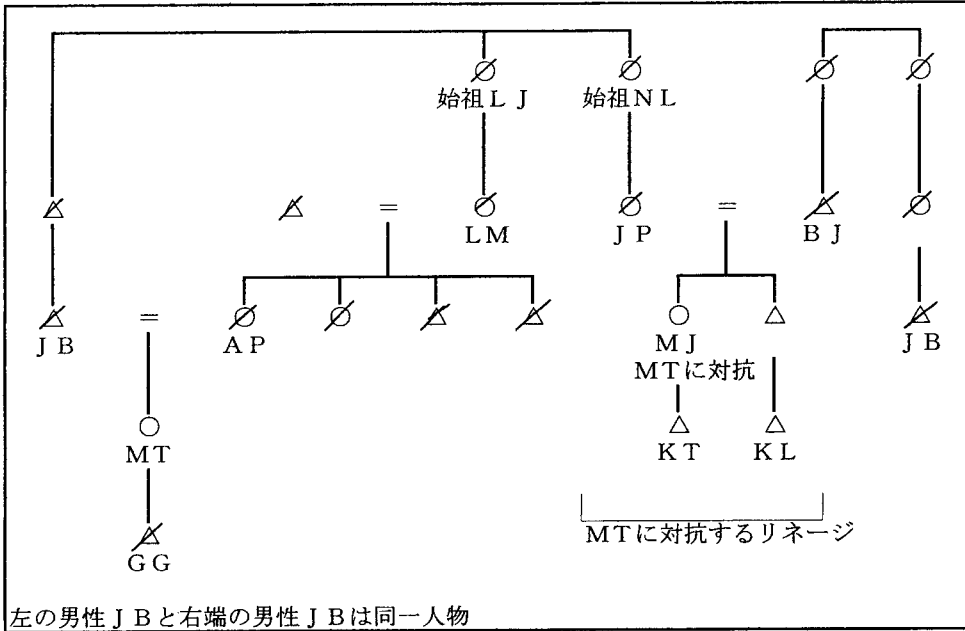 始祖LJ 始祖NL
LM JP BJ
JB AP MJ JB
MTに対抗
MT KT KL
MTに対抗するリネージ
GG
左の男性JBと右端の男性JBは同一人物